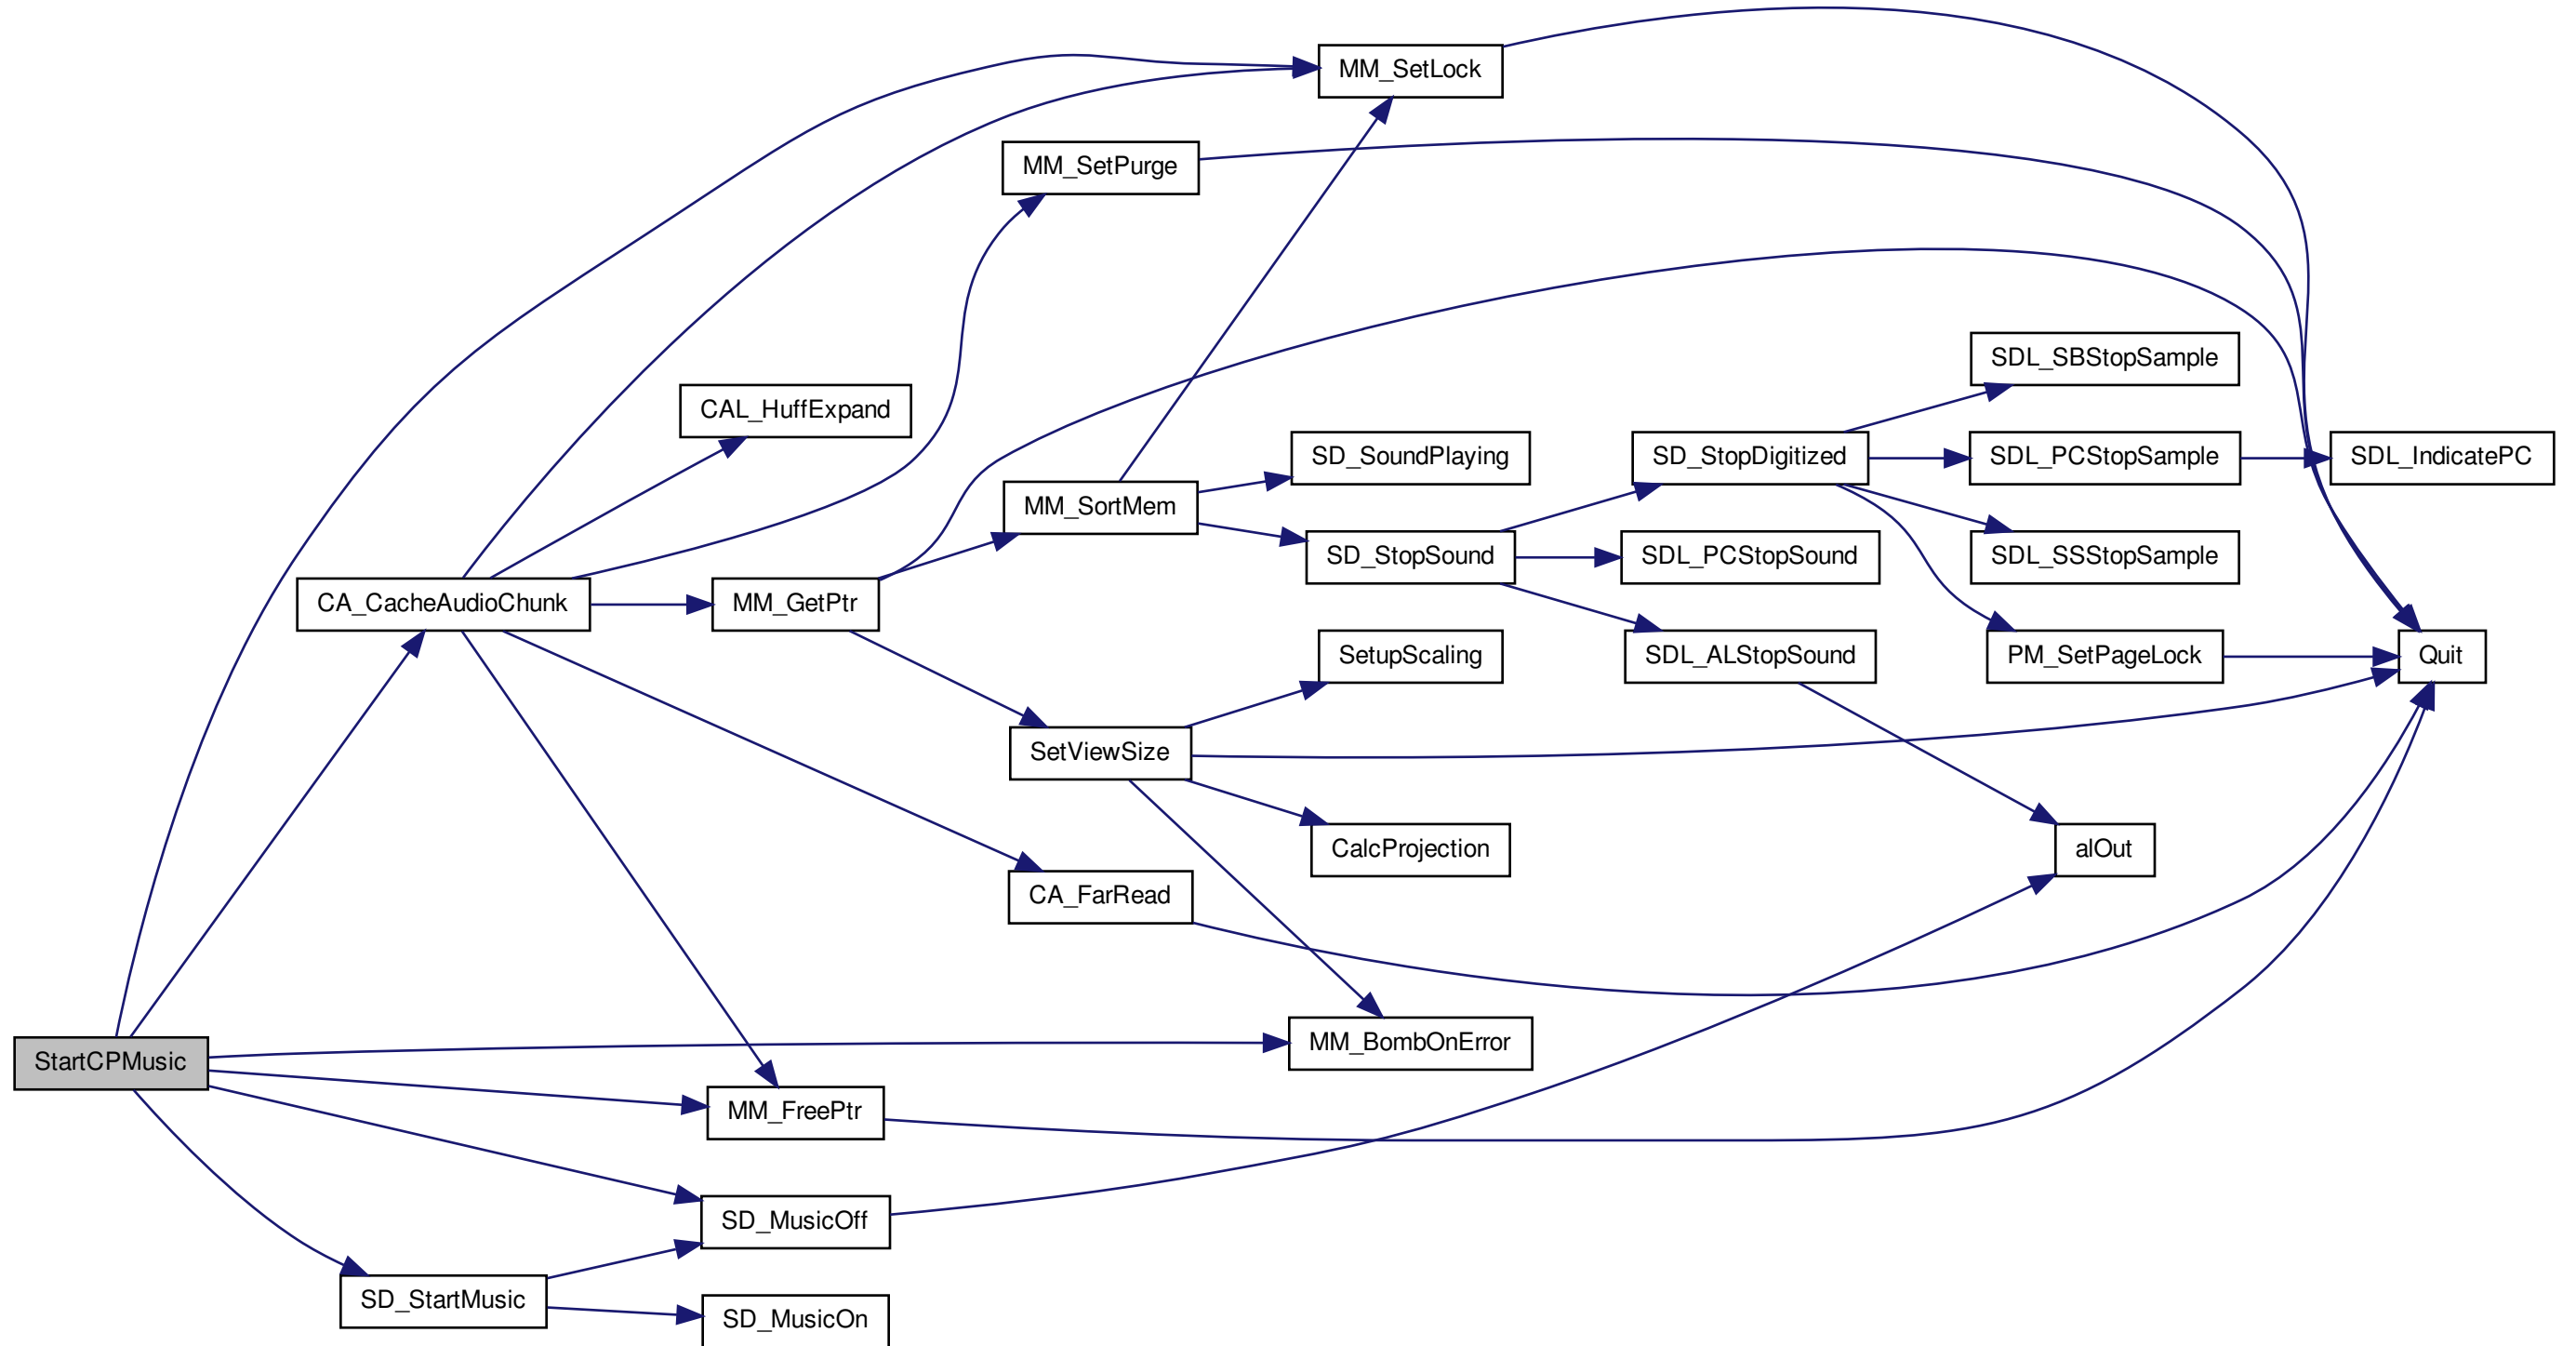 MM_SetLock
MM_SetPurge
SDL_SBStopSample
CAL_HuffExpand
SD_SoundPlaying
SD_StopDigitized
SDL_PCStopSample
SDL_IndicatePC
MM_SortMem
SD_StopSound
SDL_PCStopSound
SDL_SSStopSample
CA_CacheAudioChunk
MM_GetPtr
SetupScaling
SDL_ALStopSound
PM_SetPageLock
Quit
SetViewSize
CalcProjection
alOut
CA_FarRead
MM_BombOnError
StartCPMusic
MM_FreePtr
SD_MusicOff
SD_StartMusic
SD_MusicOn